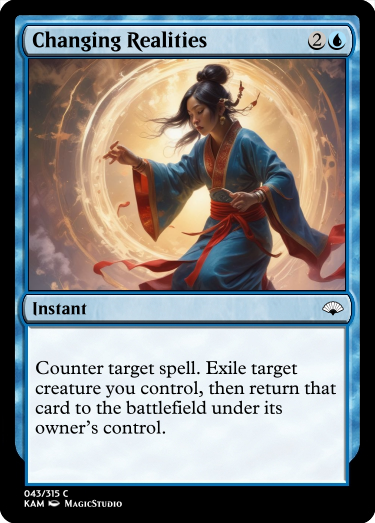 Changing Realities 2
Instant
Counter target spell. Exile target
creature you control, then return that
card to the battlefield under its
owner's control.
043/315 C
KAM MagicStudio